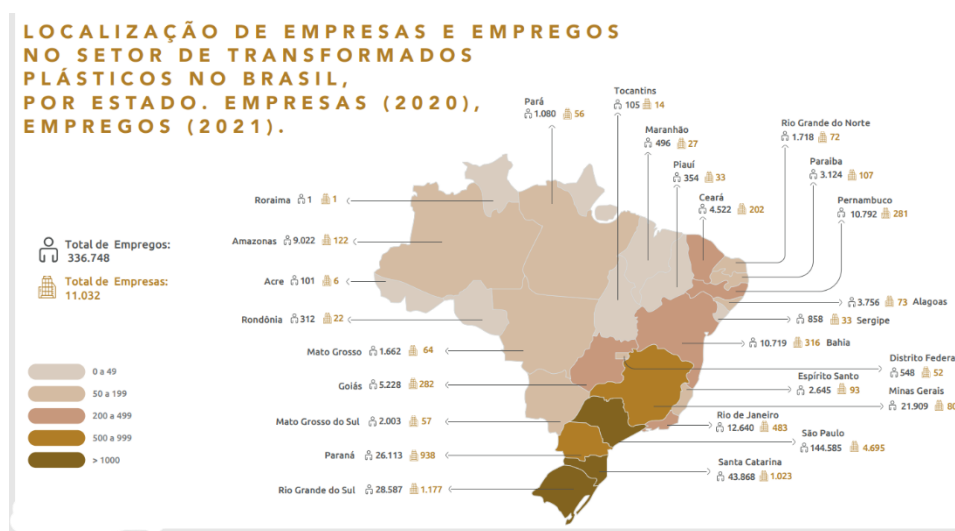 LOCALIZAÇÃO DE EMPRESAS E EMPREGOS
NO SETOR DE TRANSFORMADOS
PLÁSTICOS NO BRASIL,
POR ESTADO. EMPRESAS (2020),
EMPREGOS (2021).
Tocantins
105 14
Pará
1.080 56
Maranhão
496 27
Rio Grande do Norte
1.718 72
Piauí
354 33
Paraíba
3.124 107
Ceará
4.522 202
Pernambuco
10.792 281
Roraima 1 1
Amazonas 9.022 122
Total de Empregos:
336.748
Total de Empresas:
11.032
Acre 101 6
3.756 73 Alagoas
Rondônia 312 22
858 33 Sergipe
Mato Grosso 1.662 64
10.719 316 Bahia
Distrito Federa
548 52
0 a 49
50 a 199
200 a 499
500 a 999
> 1000
Goiás 5.228 282
Espírito Santo
2.645 93
Minas Gerais
21.909 80
Mato Grosso do Sul 2.003 57
Rio de Janeiro
12.640 483
São Paulo
144.585 4.695
Paraná 26.113 938
Santa Catarina
43.868 1.023
Rio Grande do Sul 28.587 1.177